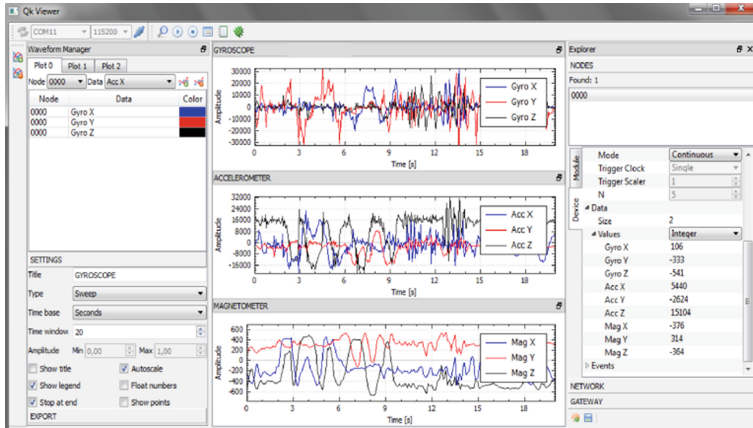 Qk Viewer
COM11 115200
Waveform Manager
Plot 0 Plot 1 Plot 2
Node 0000 Data Acc X
Node Data Color
0000 Gyro X
0000 Gyro Y
0000 Gyro Z
SETTINGS
Title GYROSCOPE
Type Sweep
Time base Seconds
Time window 20
Amplitude Min 0,00 Max 1,00
Show title Autoscale
Show legend Float numbers
Stop at end Show points
EXPORT
GYROSCOPE
Amplitude
30000
20000
10000
0
-10000
-20000
-30000
0 3 6 9 12 15 18
Time [s]
Gyro X
Gyro Y
Gyro Z
ACCELEROMETER
Amplitude
32000
24000
16000
8000
0
-8000
-16000
0 3 6 9 12 15 18
Time [s]
Acc X
Acc Y
Acc Z
MAGNETOMETER
Amplitude
600
400
200
0
-200
-400
-600
0 3 6 9 12 15 18
Time [s]
Mag X
Mag Y
Mag Z
Explorer
NODES
Found: 1
0000
Module
Device
Mode Continuous
Trigger Clock Single
Trigger Scaler 1
N 5
Data
Size 2
Values Integer
Gyro X 106
Gyro Y -333
Gyro Z -541
Acc X 5440
Acc Y -2624
Acc Z 15104
Mag X -376
Mag Y 314
Mag Z -364
Events
NETWORK
GATEWAY